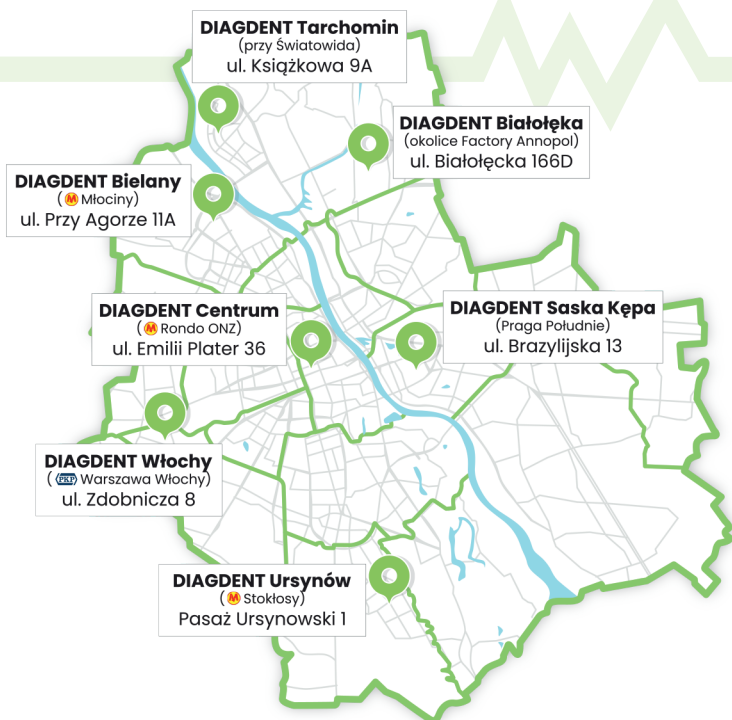 DIAGDENT Tarchomin
(przy Światowida)
ul. Książkowa 9A
DIAGDENT Białołęka
(okolice Factory Annopol)
ul. Białołęcka 166D
DIAGDENT Bielany
(M Młociny)
ul. Przy Agorze 11A
DIAGDENT Centrum
(M Rondo ONZ)
ul. Emilii Plater 36
DIAGDENT Saska Kępa
(Praga Południe)
ul. Brazylijska 13
DIAGDENT Włochy
(PKP Warszawa Włochy)
ul. Zdobnicza 8
DIAGDENT Ursynów
(M Stokłosy)
Pasaż Ursynowski 1